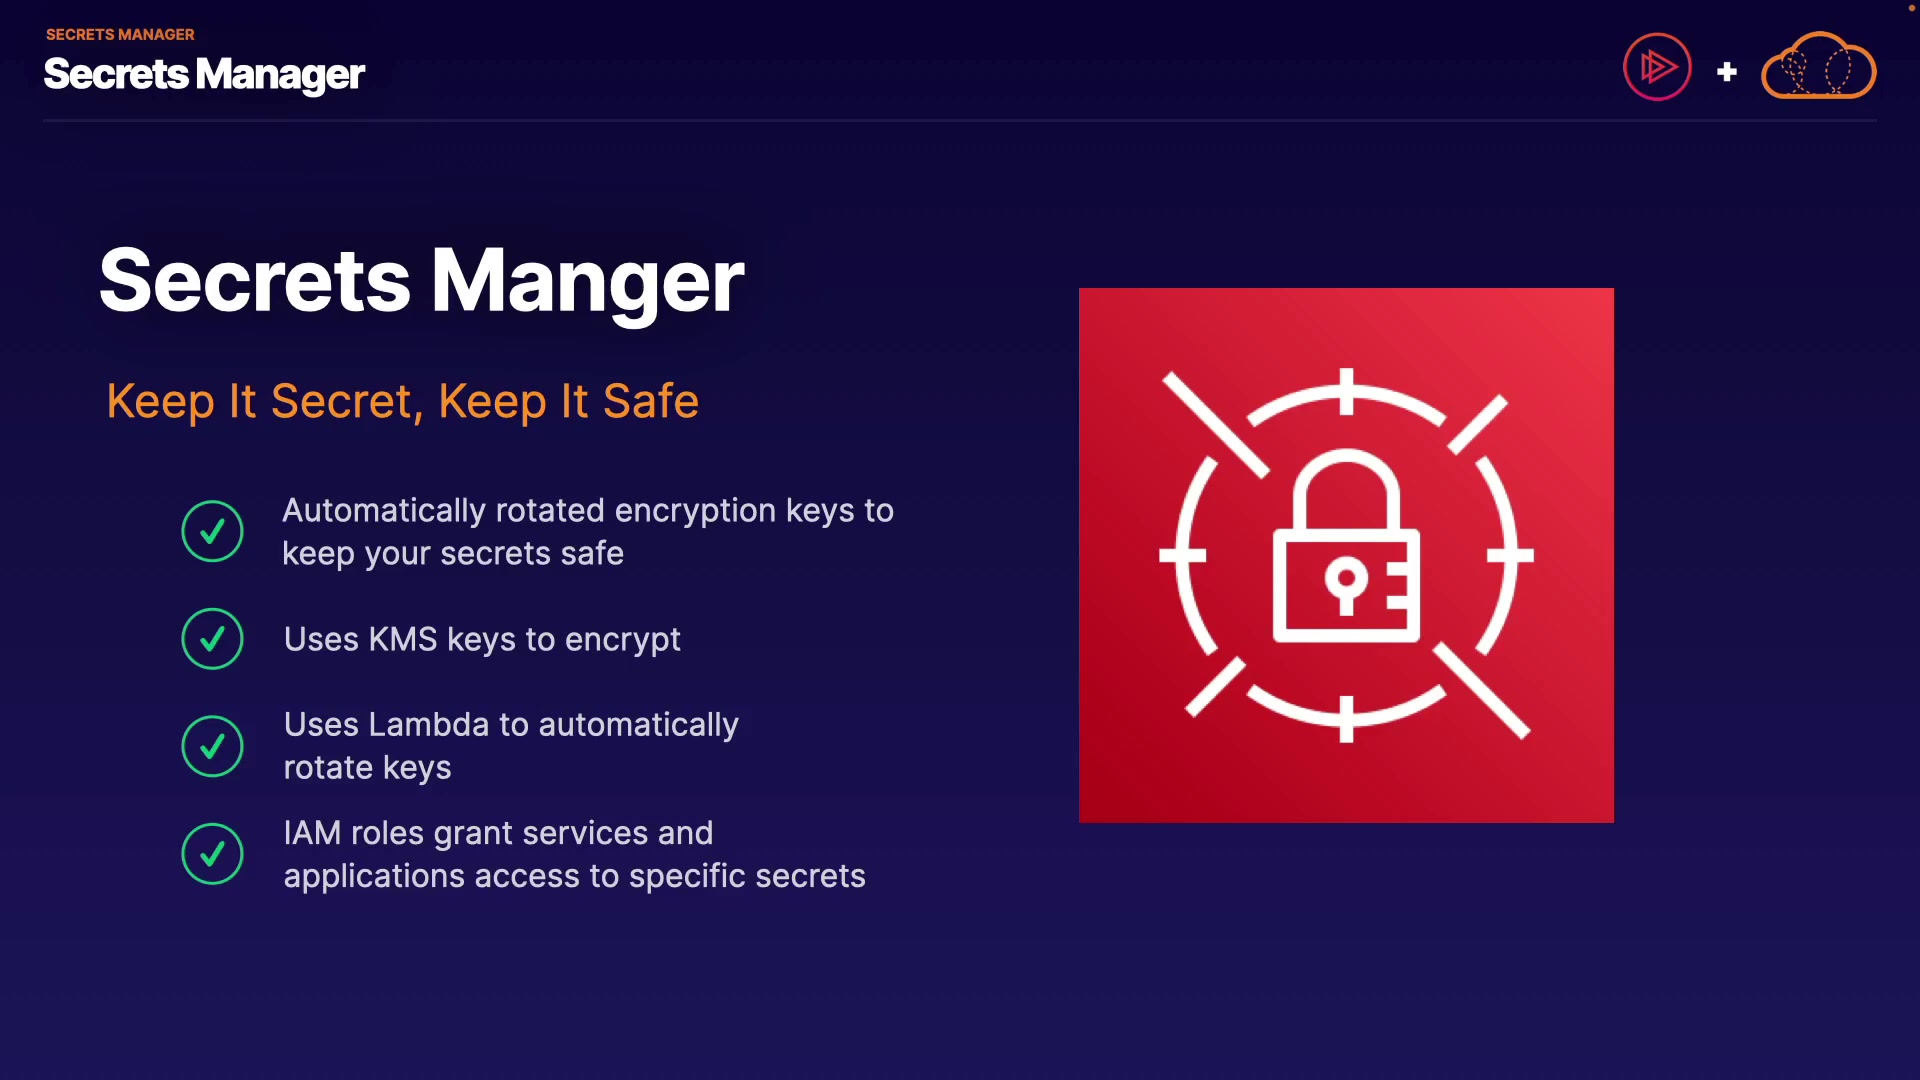 SECRETS MANAGER
Secrets Manager
Secrets Manger
Keep It Secret, Keep It Safe
Automatically rotated encryption keys to
keep your secrets safe
Uses KMS keys to encrypt
Uses Lambda to automatically
rotate keys
IAM roles grant services and
applications access to specific secrets